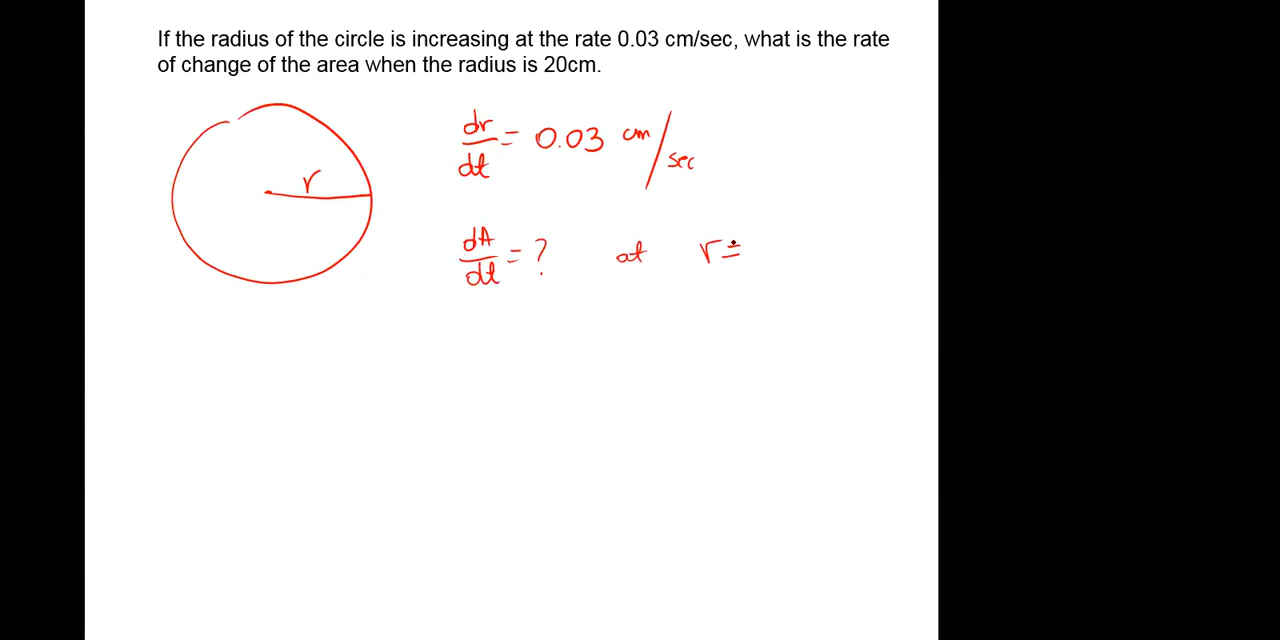 If the radius of the circle is increasing at the rate 0.03 cm/sec, what is the rate
of change of the area when the radius is 20cm.
r
dr/dt = 0.03 cm/sec
dA/dt = ? at r=